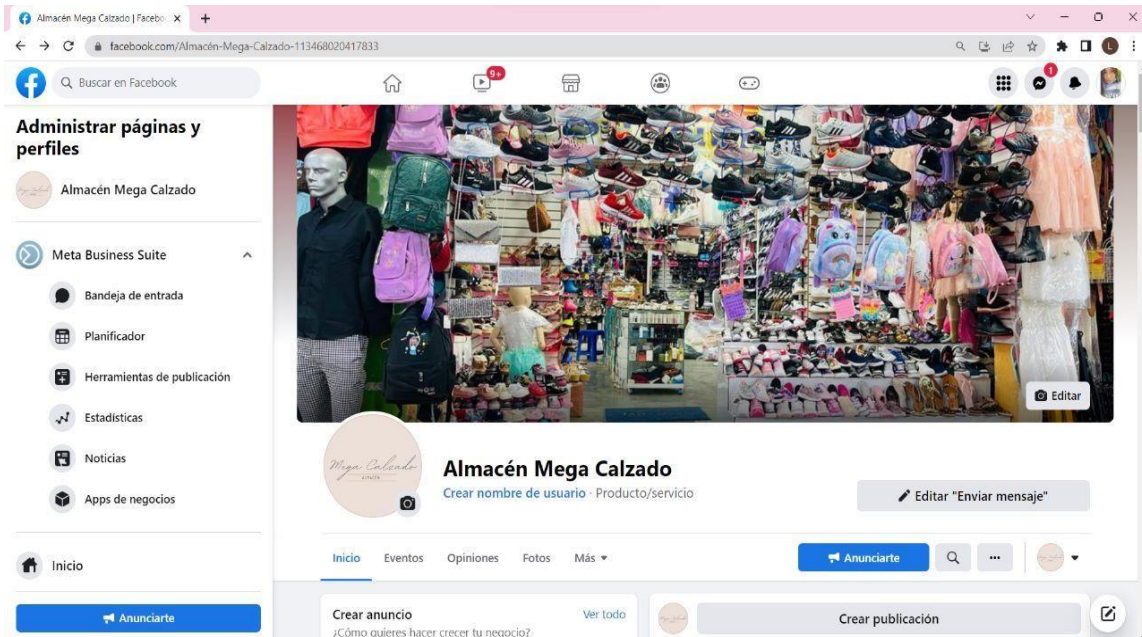 Almacén Mega Calzado | Facebo
facebook.com/Almacén-Mega-Calzado-113468020417833
L
Buscar en Facebook
9+
1
Administrar páginas y
perfiles
Almacén Mega Calzado
Meta Business Suite
Bandeja de entrada
Planificador
Herramientas de publicación
Estadísticas
Noticias
Apps de negocios
Inicio
Anunciarte
Editar
Mega Calzado
ALMACÉN
Almacén Mega Calzado
Crear nombre de usuario · Producto/servicio
Editar "Enviar mensaje"
Inicio Eventos Opiniones Fotos Más
Anunciarte
Crear anuncio Ver todo
¿Cómo quieres hacer crecer tu negocio?
Crear publicación